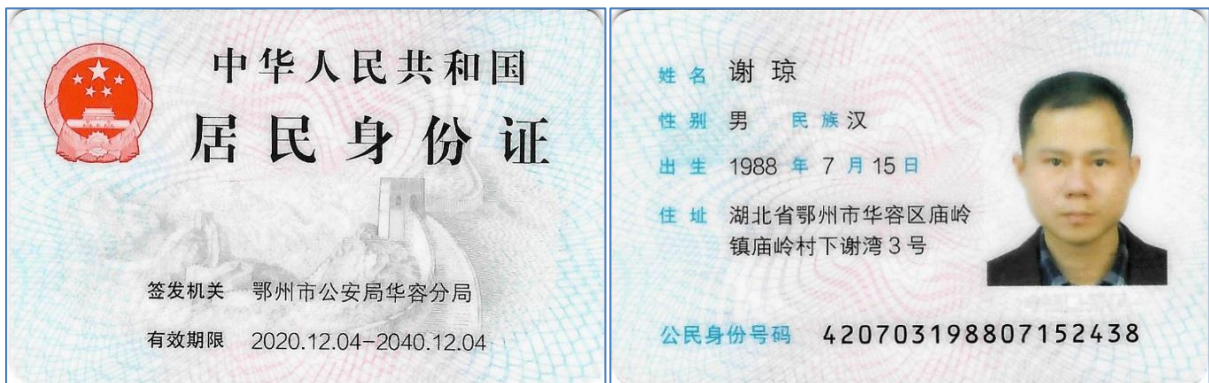 中华人民共和国
居民身份证
签发机关 鄂州市公安局华容分局
有效期限 2020.12.04-2040.12.04
姓名 谢琼
性别 男 民族 汉
出生 1988 年 7 月 15 日
住址 湖北省鄂州市华容区庙岭
镇庙岭村下谢湾3号
公民身份号码 420703198807152438